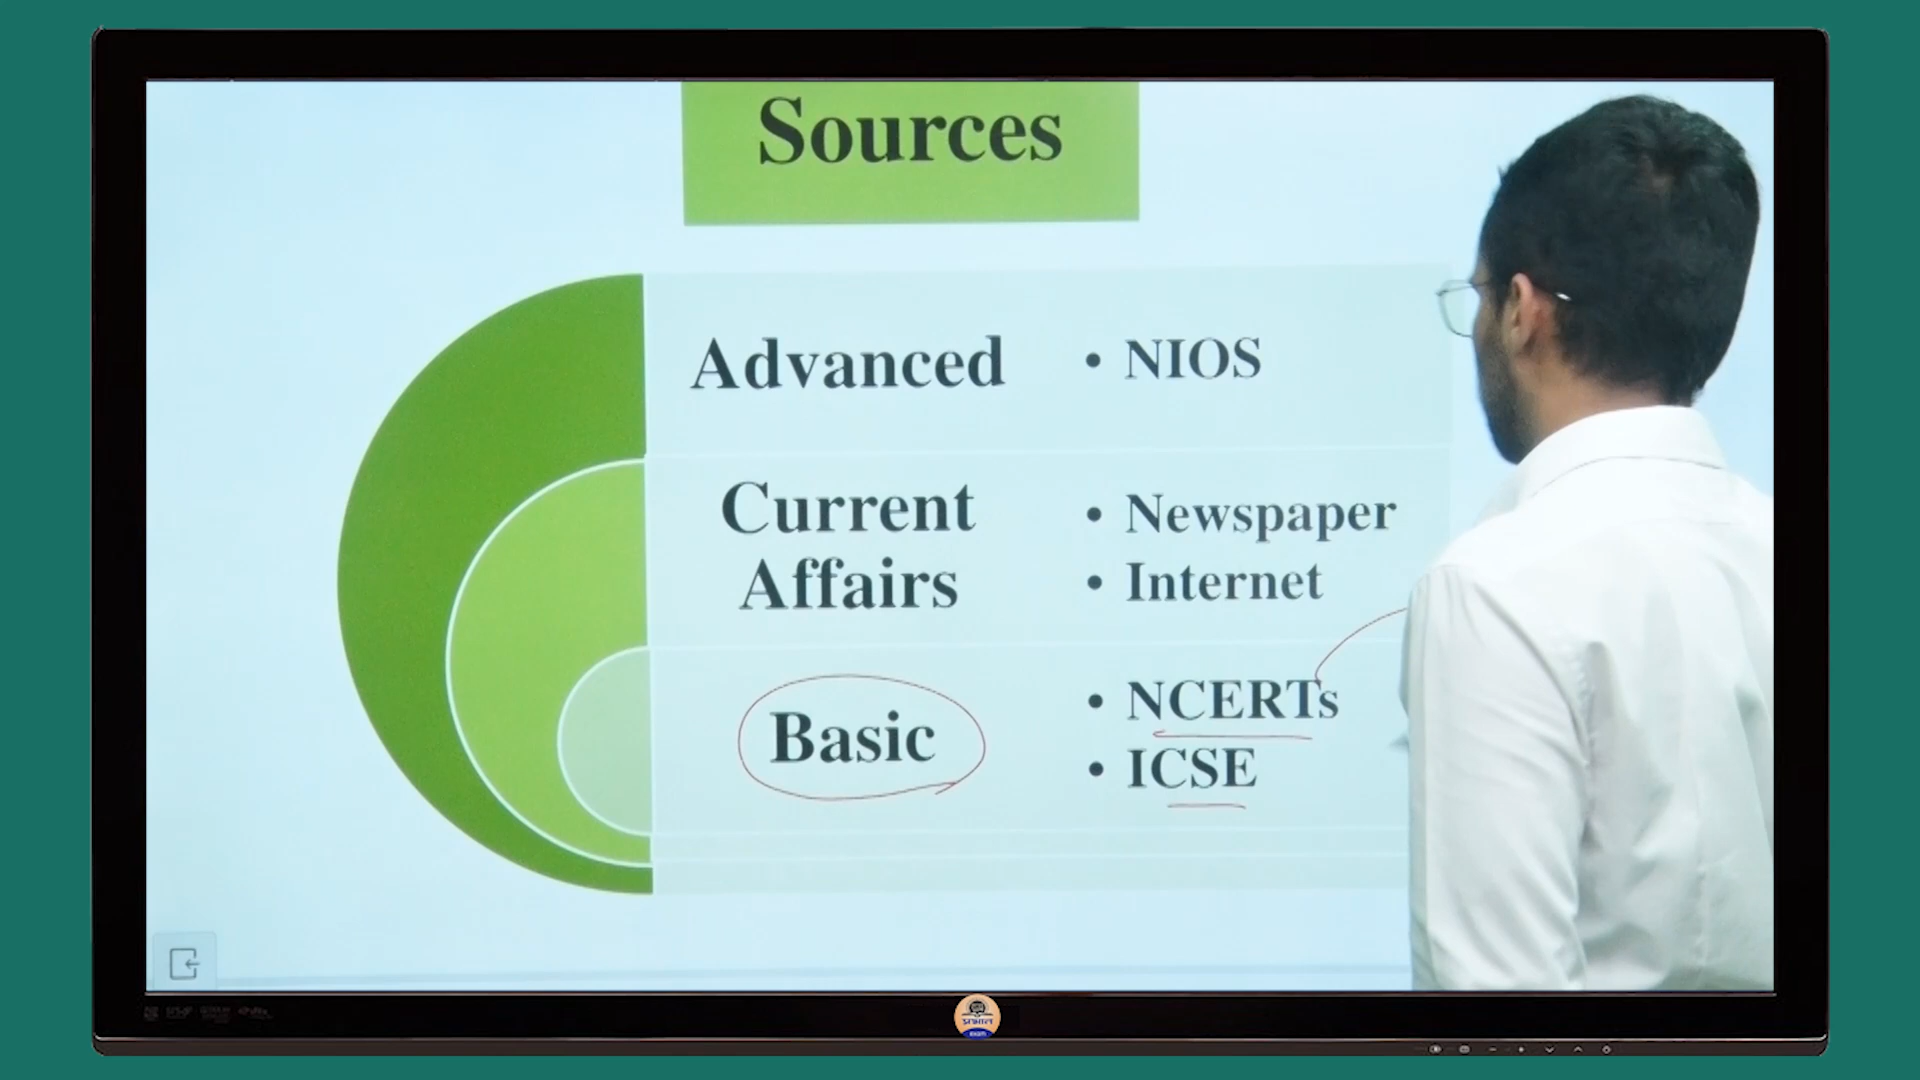 Sources
Advanced
• NIOS
Current
Affairs
• Newspaper
• Internet
Basic
• NCERTs
• ICSE